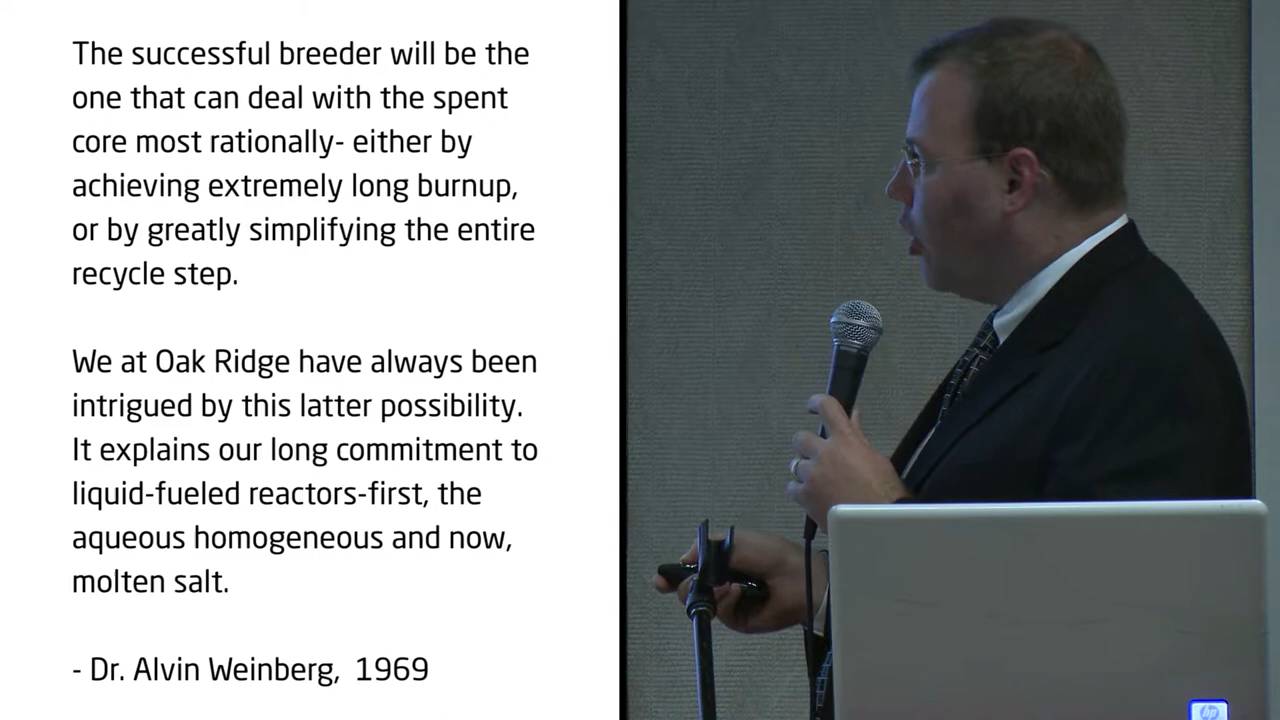 The successful breeder will be the
one that can deal with the spent
core most rationally- either by
achieving extremely long burnup,
or by greatly simplifying the entire
recycle step.
We at Oak Ridge have always been
intrigued by this latter possibility.
It explains our long commitment to
liquid-fueled reactors-first, the
aqueous homogeneous and now,
molten salt.
- Dr. Alvin Weinberg, 1969
hp